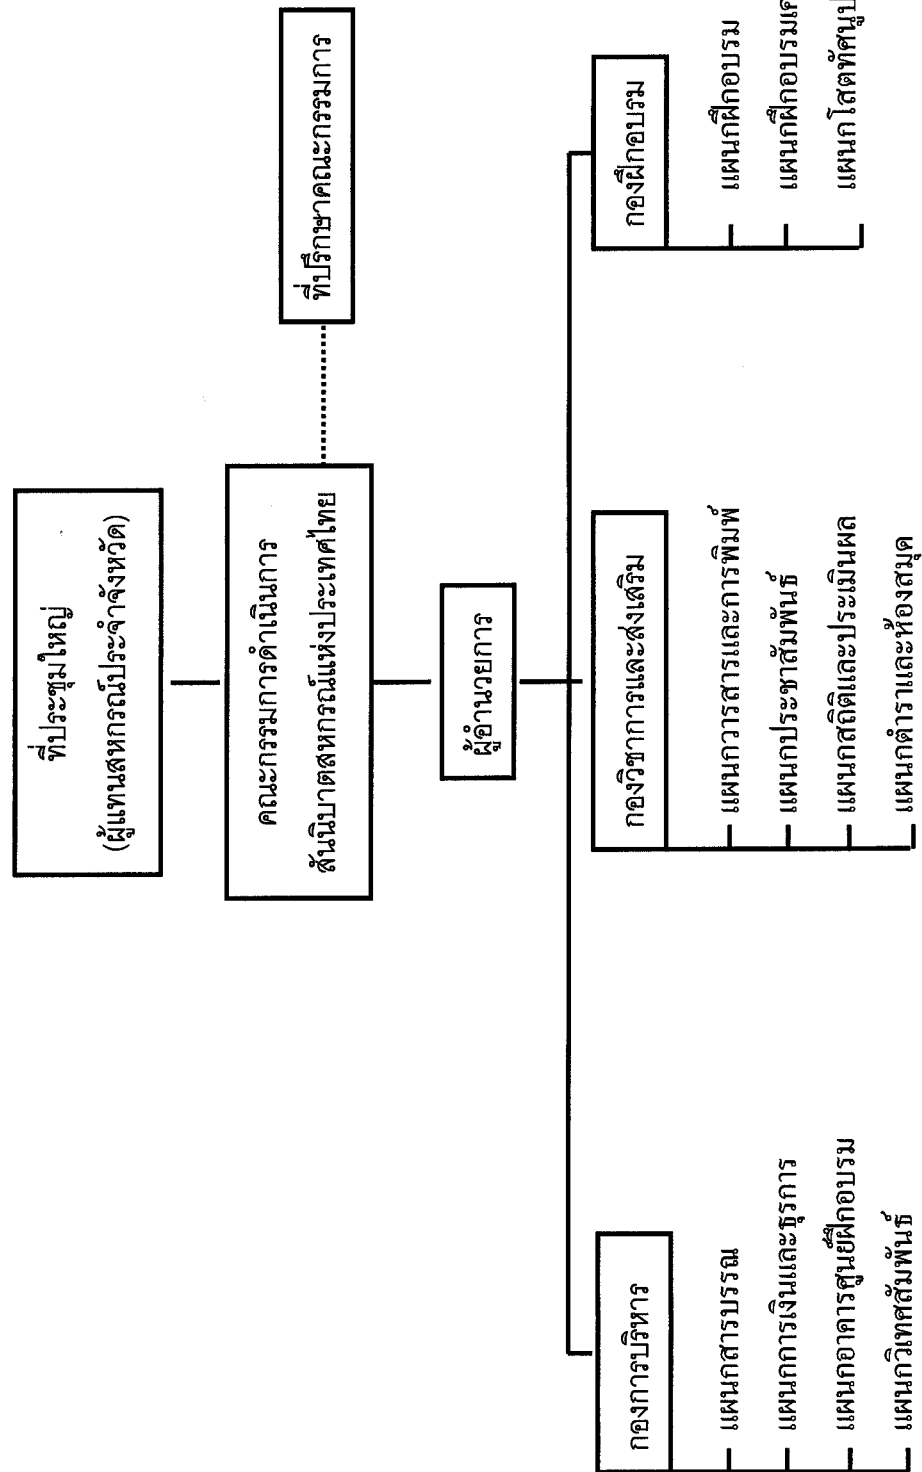 ที่ประชุมใหญ่
(ผู้แทนสหกรณ์ประจำจังหวัด)
คณะกรรมการดำเนินการ
สันนิบาตสหกรณ์แห่งประเทศไทย
ที่ปรึกษาคณะกรรมการ
ผู้อำนวยการ
กองการบริหาร
แผนกสารบรรณ
แผนกการเงินและธุรการ
แผนกอาคารศูนย์ฝึกอบรม
แผนกวิเทศสัมพันธ์
กองวิชาการและส่งเสริม
แผนกวารสารและการพิมพ์
แผนกประชาสัมพันธ์
แผนกสถิติและประเมินผล
แผนกตำราและห้องสมุด
กองฝึกอบรม
แผนกฝึกอบรม
แผนกฝึกอบรม
แผนก